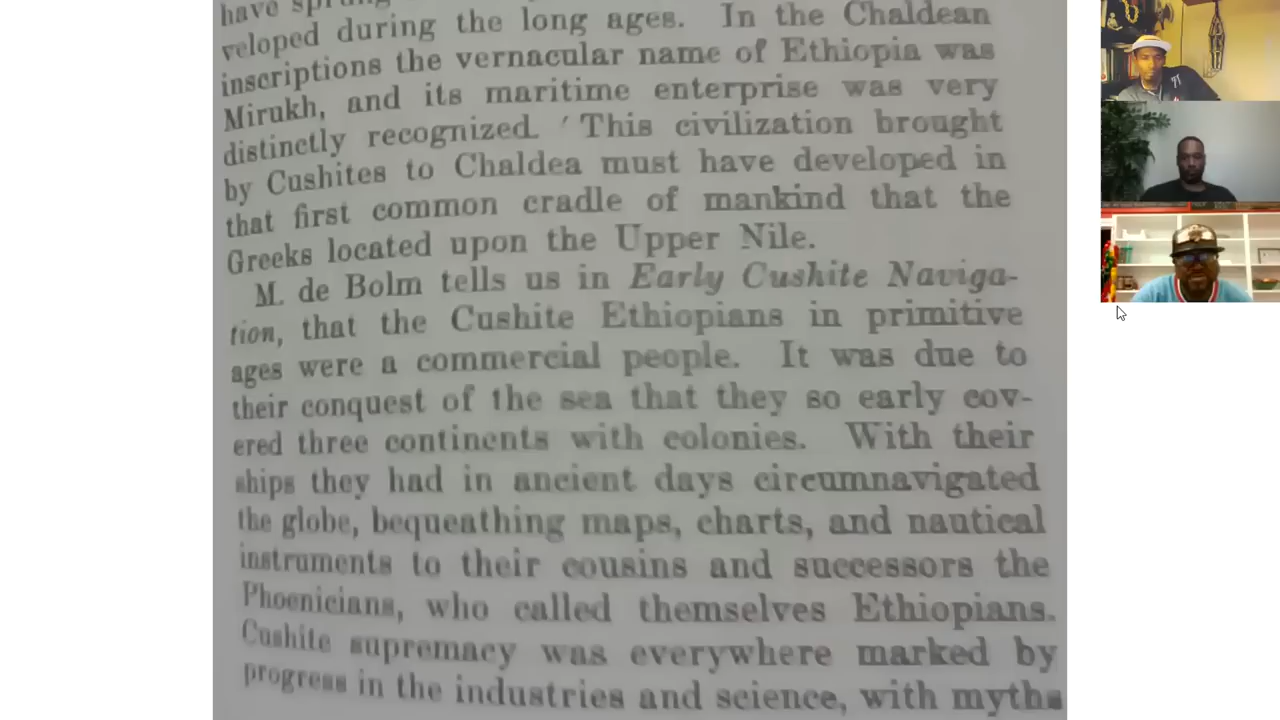 have
veloped during the long ages. In the Chaldean
inscriptions the vernacular name of Ethiopia was
Mirukh, and its maritime enterprise was very
distinctly recognized. ' This civilization brought
by Cushites to Chaldea must have developed in
that first common cradle of mankind that the
Greeks located upon the Upper Nile.
M. de Bolm tells us in Early Cushite Naviga-
tion, that the Cushite Ethiopians in primitive
ages were a commercial people. It was due to
their conquest of the sea that they so early cov-
ered three continents with colonies. With their
ships they had in ancient days circumnavigated
the globe, bequeathing maps, charts, and nautical
instruments to their cousins and successors the
Phoenicians, who called themselves Ethiopians.
Cushite supremacy was everywhere marked by
progress in the industries and science, with myths